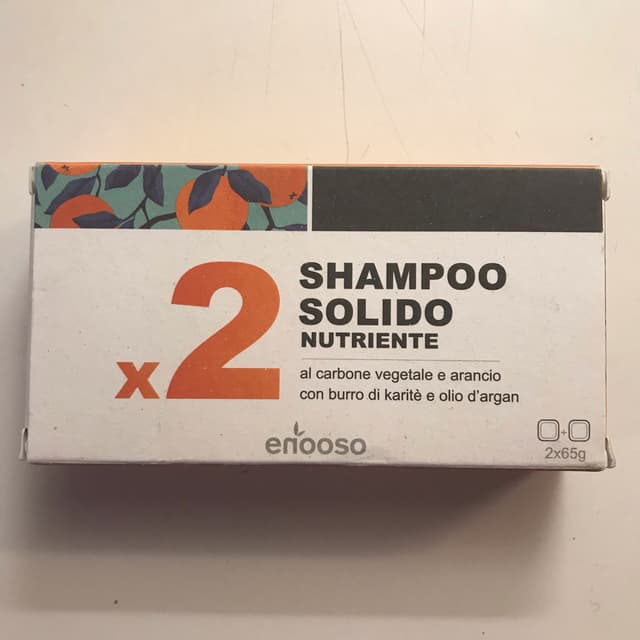 x2
SHAMPOO
SOLIDO
NUTRIENTE
al carbone vegetale e arancio
con burro di karitè e olio d'argan
enooso
+
2x65g